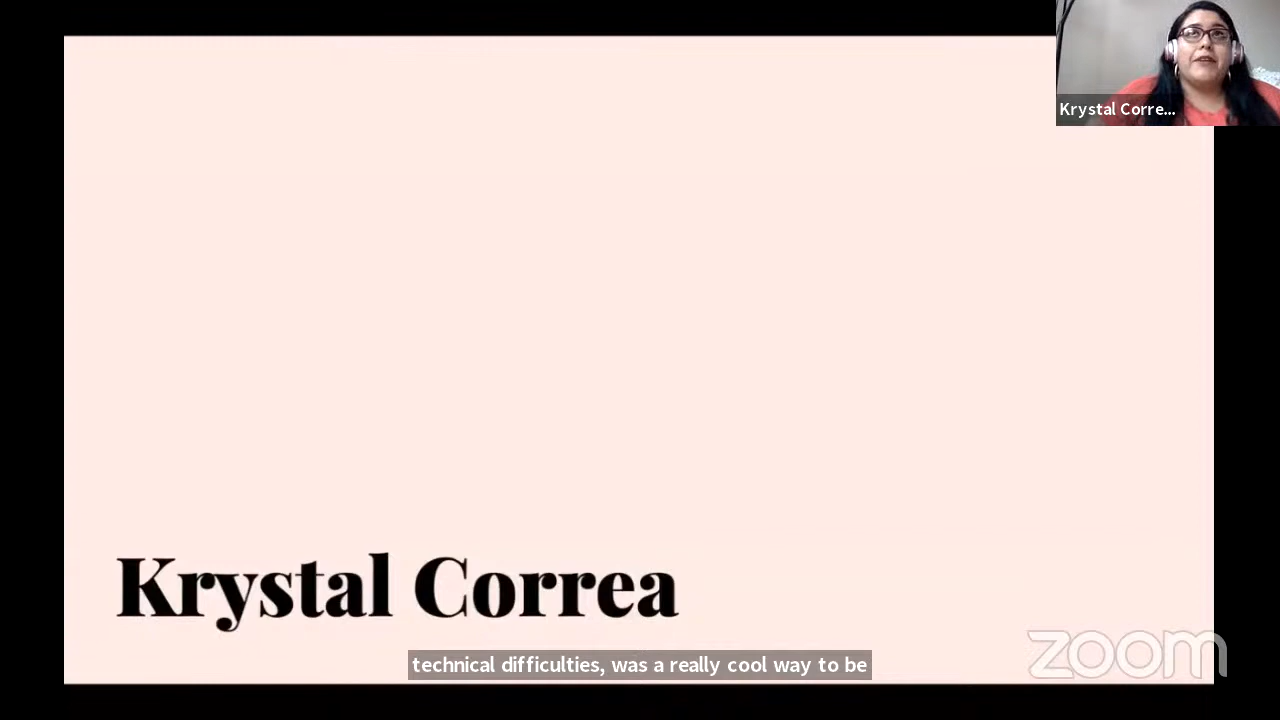 Krystal Corre...
Krystal Correa
technical difficulties, was a really cool way to be
zoom